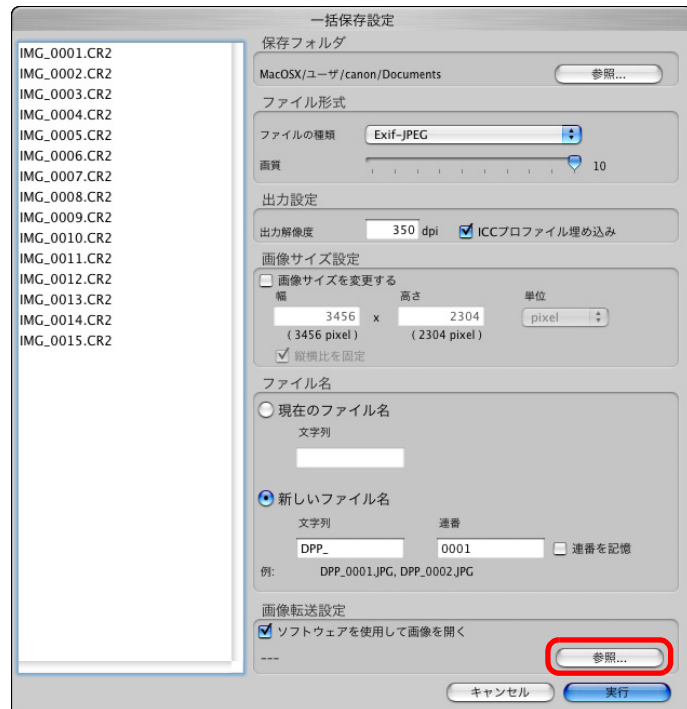 一括保存設定
IMG_0001.CR2
IMG_0002.CR2
IMG_0003.CR2
IMG_0004.CR2
IMG_0005.CR2
IMG_0006.CR2
IMG_0007.CR2
IMG_0008.CR2
IMG_0009.CR2
IMG_0010.CR2
IMG_0011.CR2
IMG_0012.CR2
IMG_0013.CR2
IMG_0014.CR2
IMG_0015.CR2
保存フォルダ
MacOSX/ユーザ/canon/Documents 参照...
ファイル形式
ファイルの種類 Exif-JPEG
画質 10
出力設定
出力解像度 350 dpi ICCプロファイル埋め込み
画像サイズ設定
画像サイズを変更する
幅 高さ 単位
3456 x 2304 pixel
(3456 pixel) (2304 pixel)
縦横比を固定
ファイル名
現在のファイル名
文字列
新しいファイル名
文字列 連番
DPP_ 0001 連番を記憶
例: DPP_0001.JPG, DPP_0002.JPG
画像転送設定
ソフトウェアを使用して画像を開く
--- 参照...
キャンセル 実行